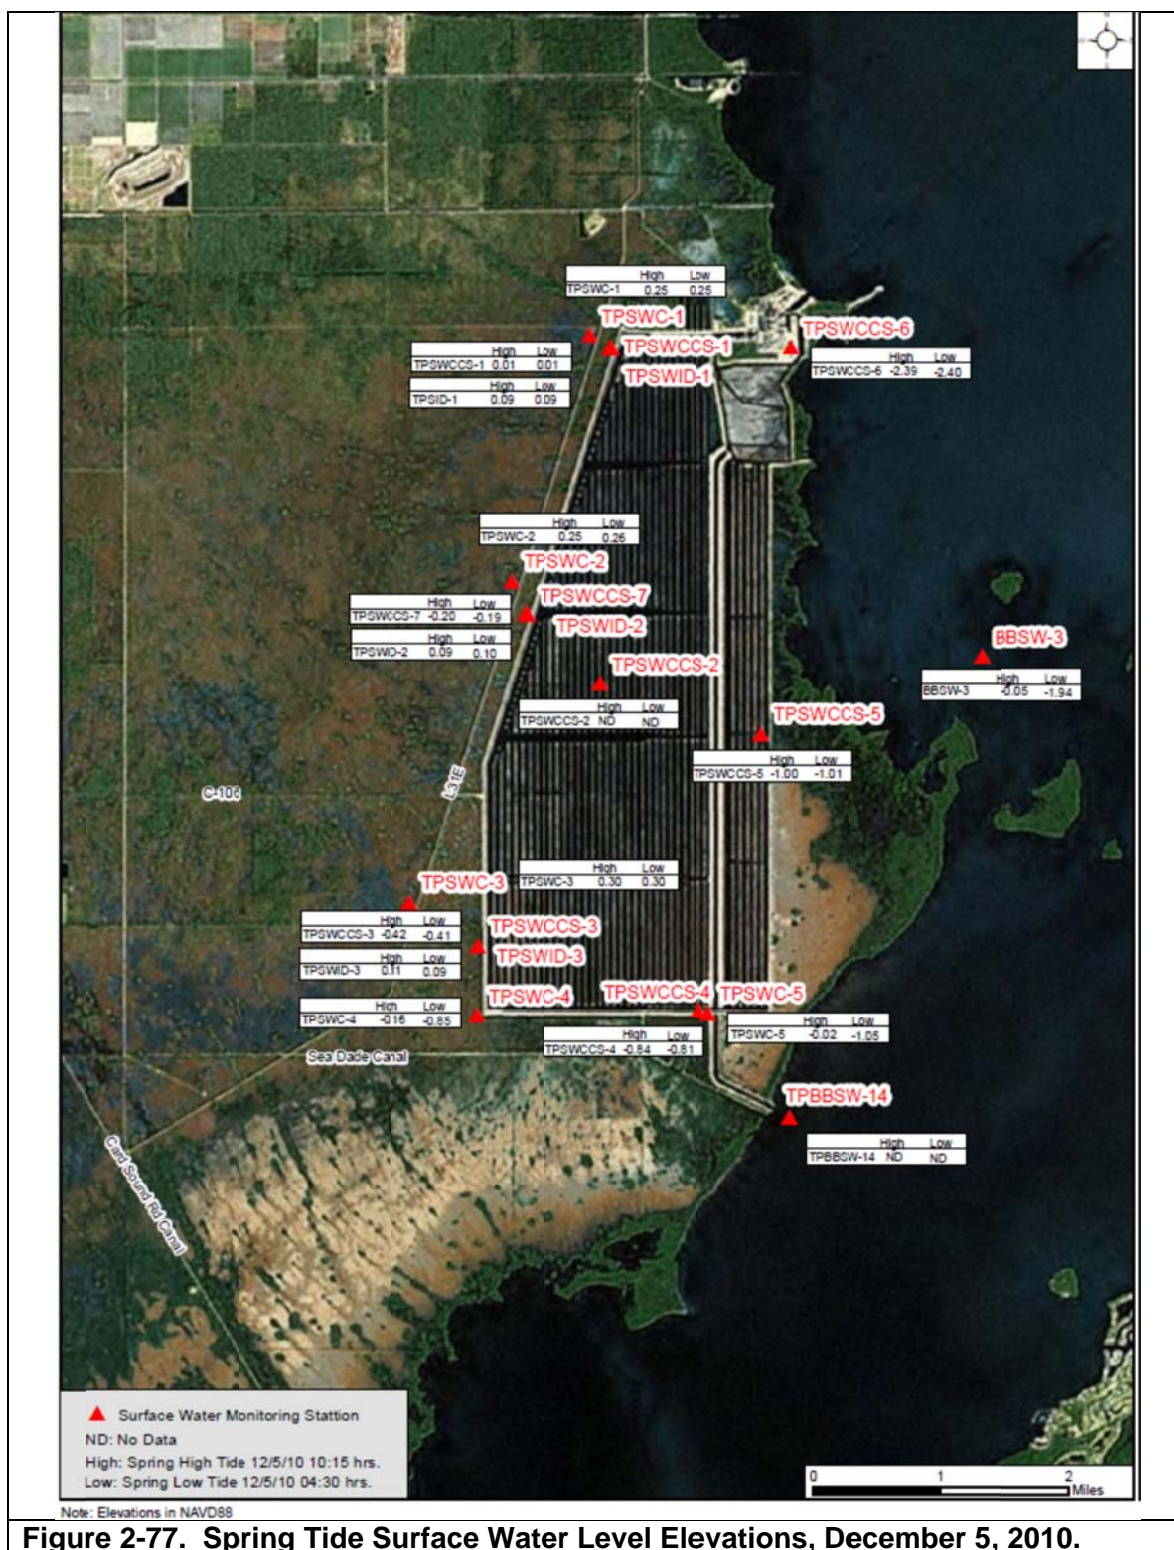 N
High Low
TPSWC-1 0.25 0.25
TPSWC-1
TPSWCCS-1
TPSWID-1
TPSWCCS-6
High Low
TPSWCCS-1 0.01 0.01
High Low
TPSID-1 0.09 0.09
High Low
TPSWCCS-6 -2.39 -2.40
High Low
TPSWC-2 0.25 0.26
TPSWC-2
TPSWCCS-7
TPSWID-2
High Low
TPSWCCS-7 -0.20 -0.19
High Low
TPSWID-2 0.09 0.10
TPSWCCS-2
High Low
TPSWCCS-2 ND ND
BBSW-3
High Low
BBSW-3 -0.05 -1.94
TPSWCCS-5
High Low
TPSWCCS-5 -1.00 -1.01
L31E
C-106
TPSWC-3
High Low
TPSWC-3 0.30 0.30
High Low
TPSWCCS-3 -042 -0.41
TPSWCCS-3
TPSWID-3
High Low
TPSWID-3 0.11 0.09
TPSWC-4
TPSWCCS-4
TPSWC-5
High Low
TPSWC-4 -016 -0.85
High Low
TPSWCCS-4 -0.84 -0.81
High Low
TPSWC-5 -0.02 -1.05
Sea Dade Canal
TPBBSW-14
High Low
TPBBSW-14 ND ND
Card Sound Rd Canal
Surface Water Monitoring Stattion
ND: No Data
High: Spring High Tide 12/5/10 10:15 hrs.
Low: Spring Low Tide 12/5/10 04:30 hrs.
0 1 2
Miles
Note: Elevations in NAVD88
Figure 2-77. Spring Tide Surface Water Level Elevations, December 5, 2010.